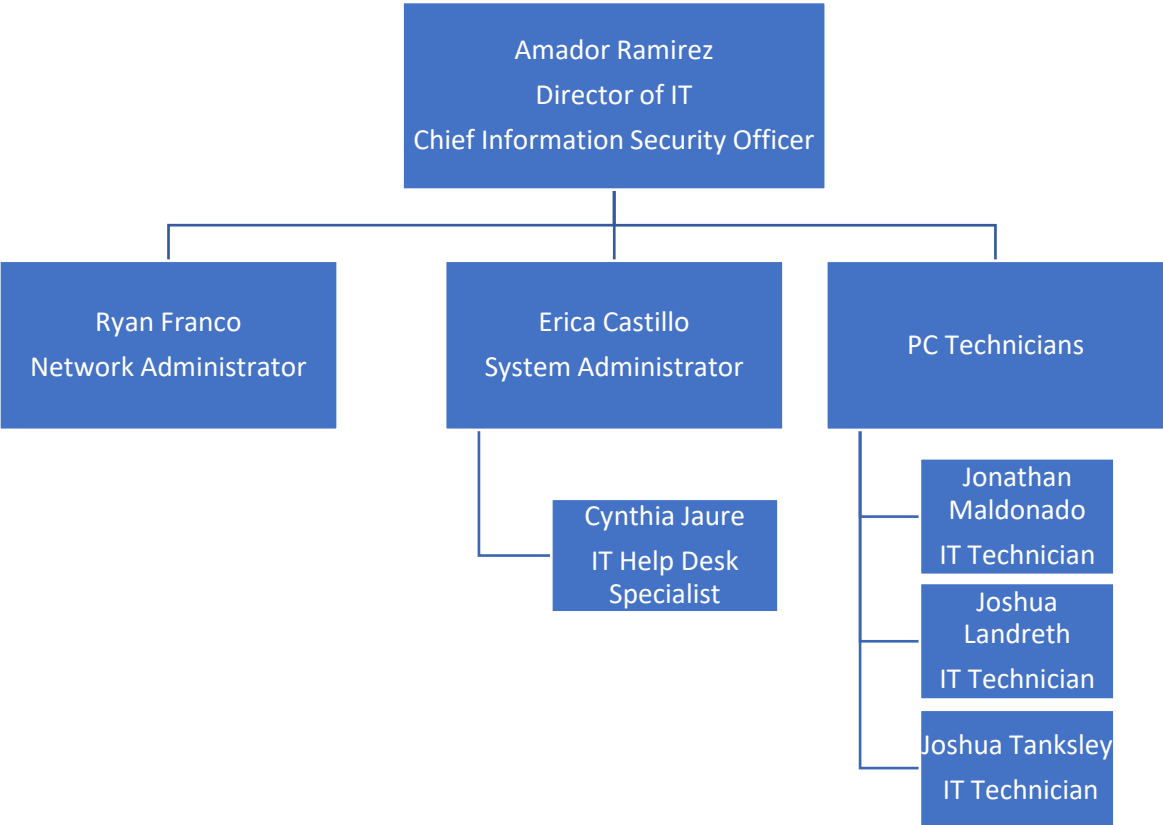 Amador Ramirez
Director of IT
Chief Information Security Officer
Ryan Franco
Network Administrator
Erica Castillo
System Administrator
PC Technicians
Cynthia Jaure
IT Help Desk
Specialist
Jonathan
Maldonado
IT Technician
Joshua
Landreth
IT Technician
Joshua Tanksley
IT Technician